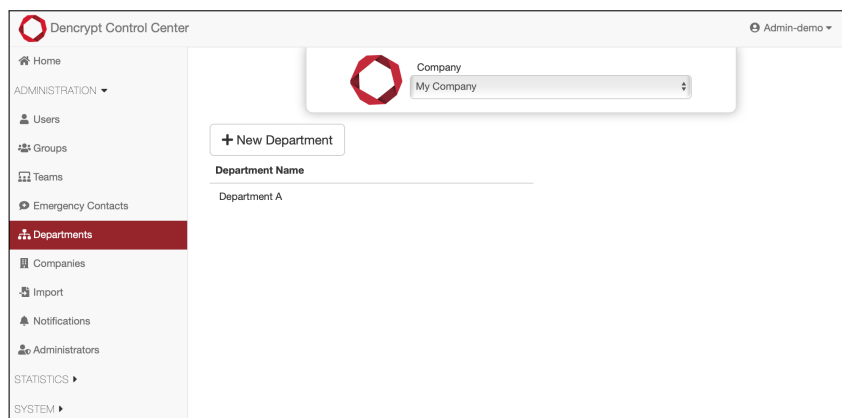 Dencrypt Control Center
Admin-demo
Home
ADMINISTRATION
Users
Groups
Teams
Emergency Contacts
Departments
Companies
Import
Notifications
Administrators
STATISTICS
SYSTEM
Company
My Company
New Department
Department Name
Department A